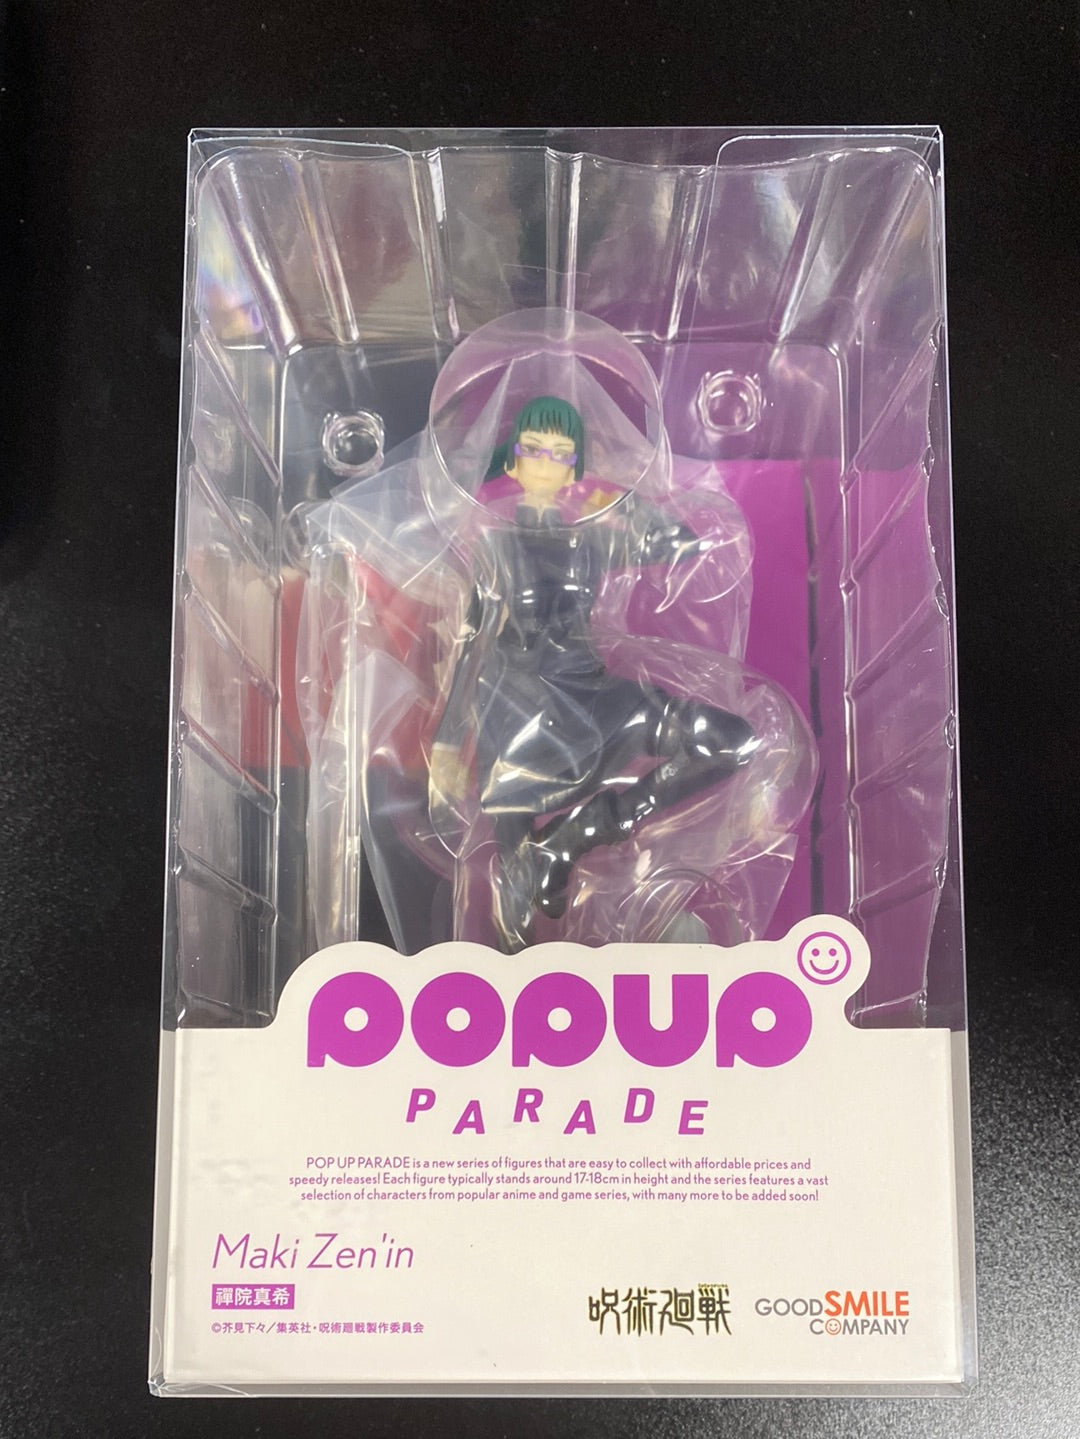 POPUP
PARADE
POP UP PARADE is a new series of figures that are easy to collect with affordable prices and
speedy releases! Each figure typically stands around 17-18cm in height and the series features a vast
selection of characters from popular anime and game series, with many more to be added soon!
Maki Zen'in
禪院真希
©芥見下々／集英社・呪術廻戦製作委員会
呪術廻戦
GOOD SMILE
COMPANY